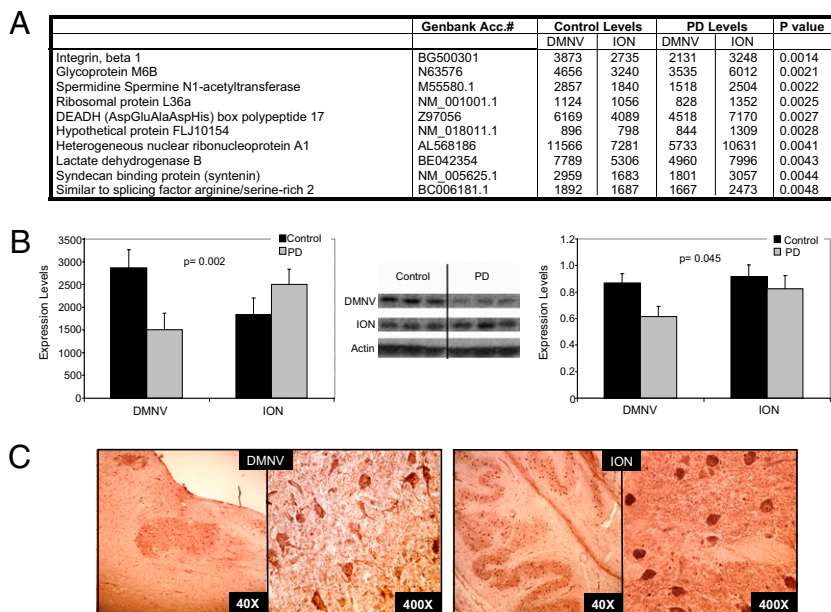 A
Genbank Acc.# Control Levels PD Levels P value
DMNV ION DMNV ION
Integrin, beta 1 BG500301 3873 2735 2131 3248 0.0014
Glycoprotein M6B N63576 4656 3240 3535 6012 0.0021
Spermidine Spermine N1-acetyltransferase M55580.1 2857 1840 1518 2504 0.0022
Ribosomal protein L36a NM_001001.1 1124 1056 828 1352 0.0025
DEADH (AspGluAlaAspHis) box polypeptide 17 Z97056 6169 4089 4518 7170 0.0027
Hypothetical protein FLJ10154 NM_018011.1 896 798 844 1309 0.0028
Heterogeneous nuclear ribonucleoprotein A1 AL568186 11566 7281 5733 10631 0.0041
Lactate dehydrogenase B BE042354 7789 5306 4960 7996 0.0043
Syndecan binding protein (syntenin) NM_005625.1 2959 1683 1801 3057 0.0044
Similar to splicing factor arginine/serine-rich 2 BC006181.1 1892 1687 1667 2473 0.0048
B
Expression Levels
3500
3000
2500
2000
1500
1000
500
0
p= 0.002
Control
PD
DMNV ION
Control PD
DMNV
ION
Actin
Expression Levels
1.2
1.0
0.8
0.6
0.4
0.2
0
p= 0.045
Control
PD
DMNV ION
C
DMNV
40X 400X
ION
40X 400X